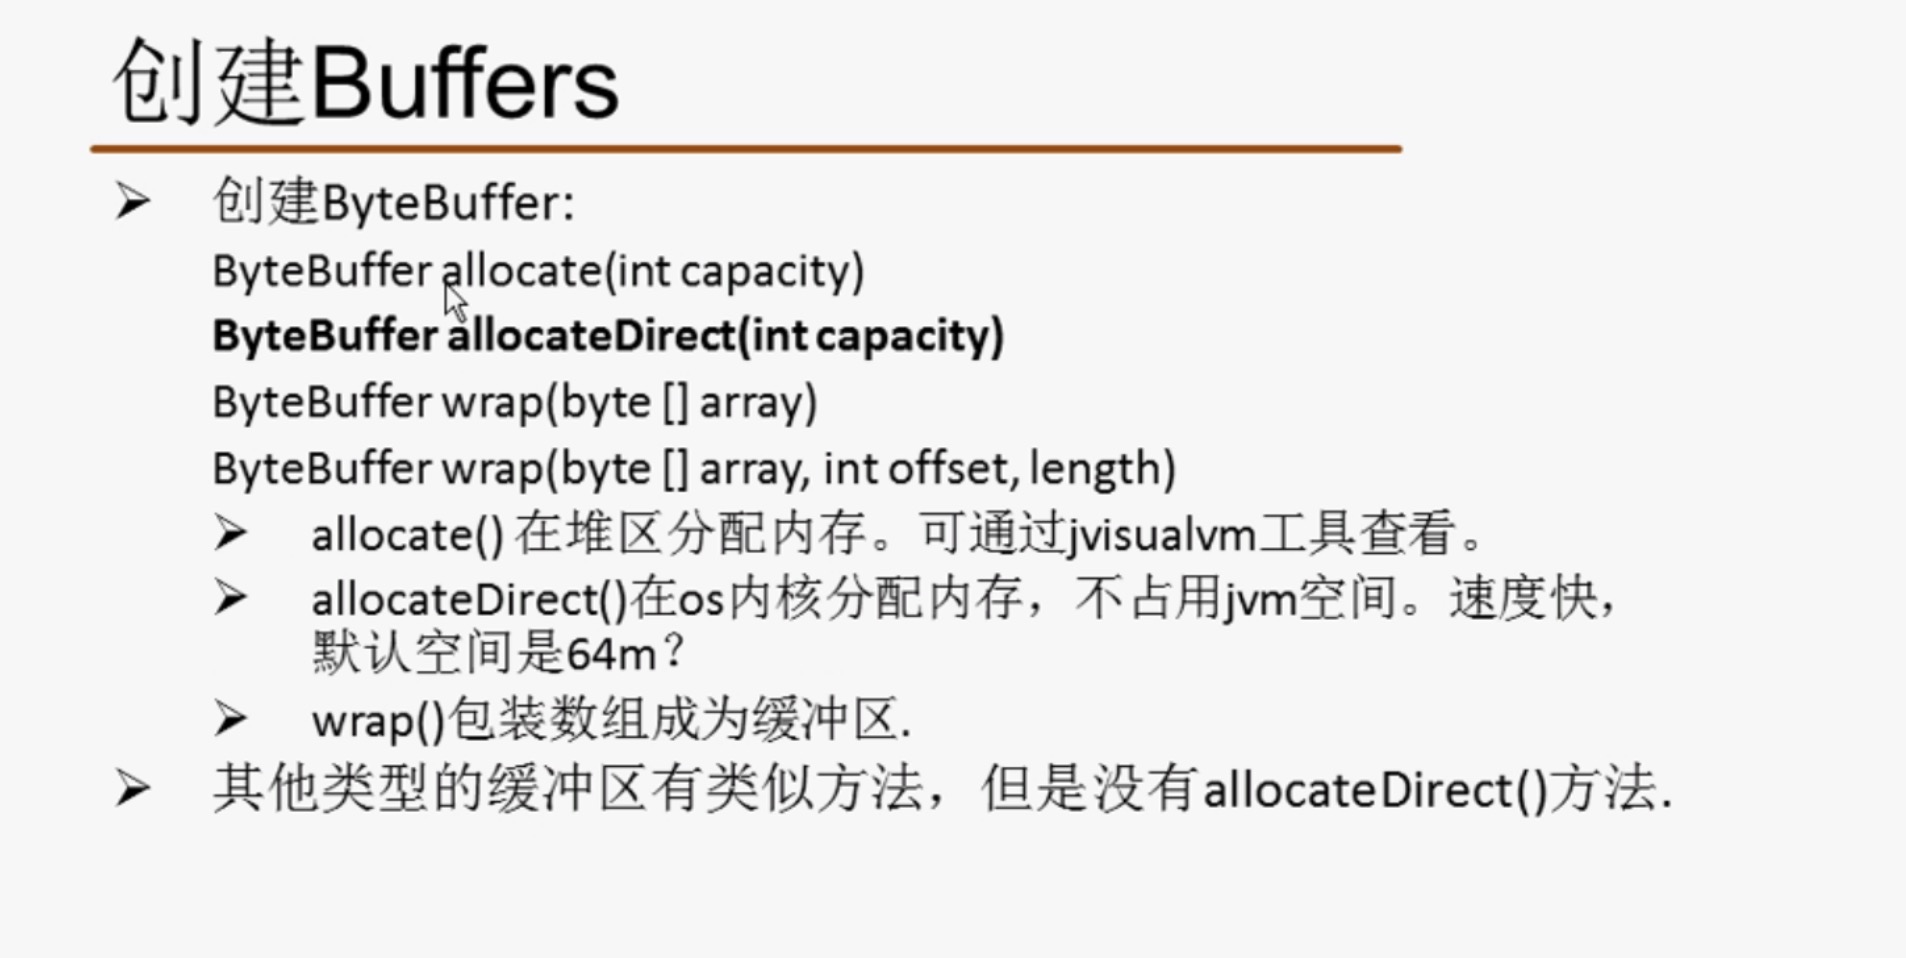 创建Buffers
创建ByteBuffer:
ByteBuffer allocate(int capacity)
ByteBuffer allocateDirect(int capacity)
ByteBuffer wrap(byte [] array)
ByteBuffer wrap(byte [] array, int offset, length)
allocate() 在堆区分配内存。可通过jvisualvm工具查看。
allocateDirect()在os内核分配内存，不占用jvm空间。速度快，
默认空间是64m？
wrap()包装数组成为缓冲区.
其他类型的缓冲区有类似方法，但是没有allocateDirect()方法.